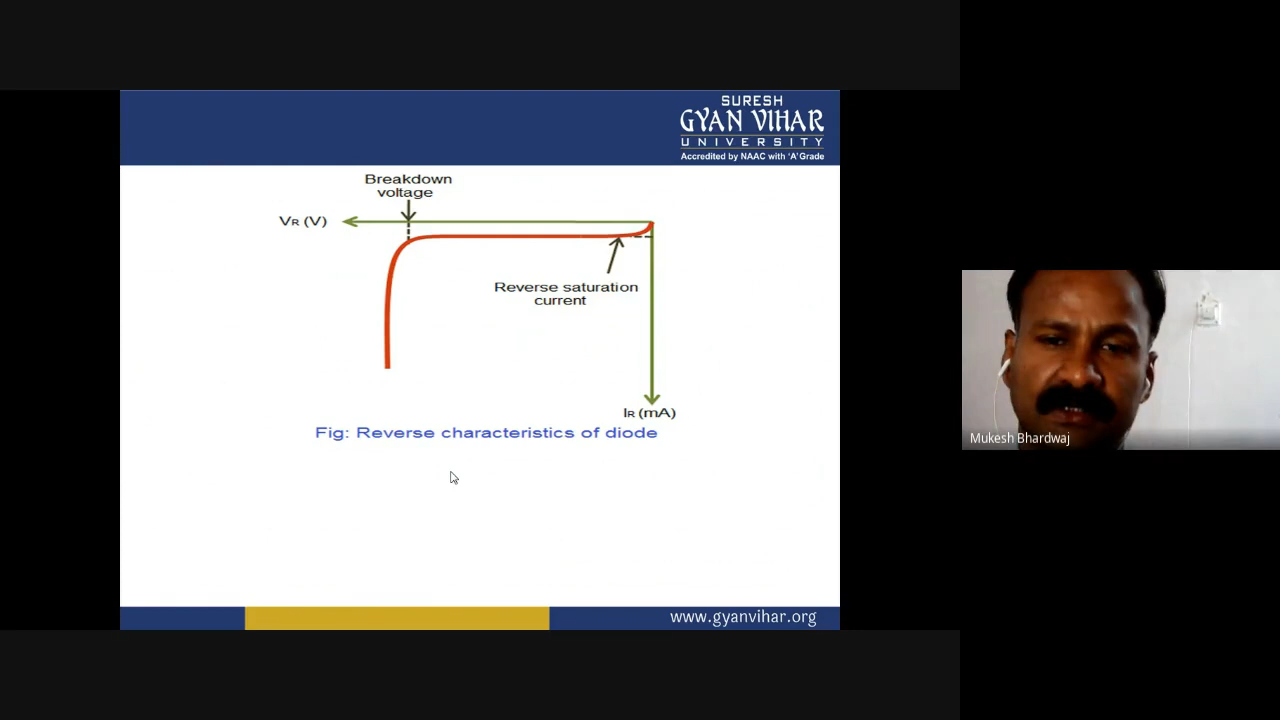 SURESH
GYAN VIHAR
UNIVERSITY
Accredited by NAAC with 'A' Grade
Breakdown
voltage
VR (V)
Reverse saturation
current
IR (mA)
Fig: Reverse characteristics of diode
Mukesh Bhardwaj
www.gyanvihar.org